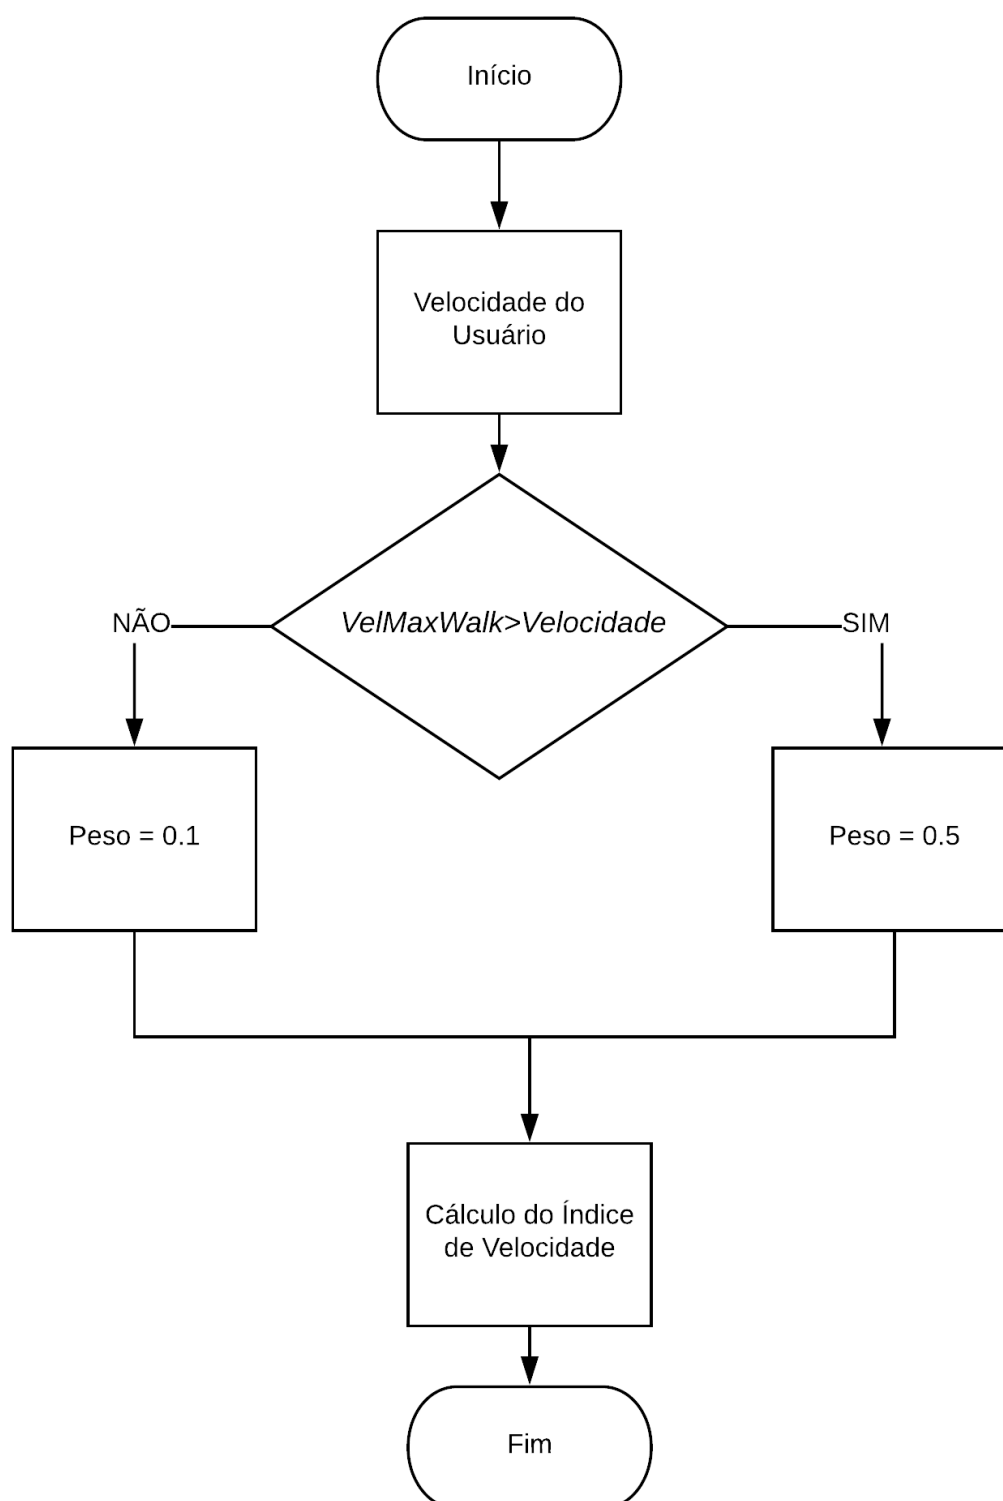 Início
Velocidade do
Usuário
VelMaxWalk>Velocidade
NÃO
SIM
Peso = 0.1
Peso = 0.5
Cálculo do Índice
de Velocidade
Fim